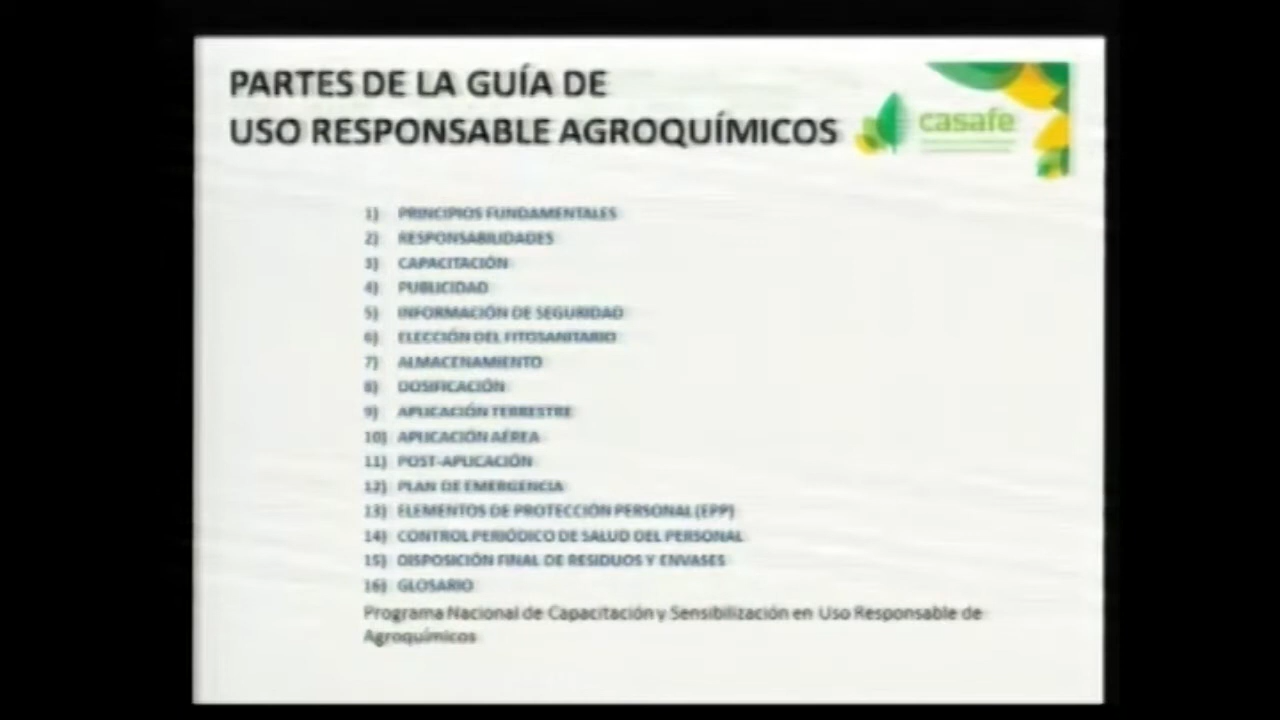 PARTES DE LA GUÍA DE
USO RESPONSABLE AGROQUÍMICOS
casafe
1) PRINCIPIOS FUNDAMENTALES
2) RESPONSABILIDADES
3) CAPACITACIÓN
4) PUBLICIDAD
5) INFORMACIÓN DE SEGURIDAD
6) ELECCIÓN DEL FITOSANITARIO
7) ALMACENAMIENTO
8) DOSIFICACIÓN
9) APLICACIÓN TERRESTRE
10) APLICACIÓN AÉREA
11) POST-APLICACIÓN
12) PLAN DE EMERGENCIA
13) ELEMENTOS DE PROTECCIÓN PERSONAL (EPP)
14) CONTROL PERIÓDICO DE SALUD DEL PERSONAL
15) DISPOSICIÓN FINAL DE RESIDUOS Y ENVASES
16) GLOSARIO
Programa Nacional de Capacitación y Sensibilización en Uso Responsable de
Agroquímicos